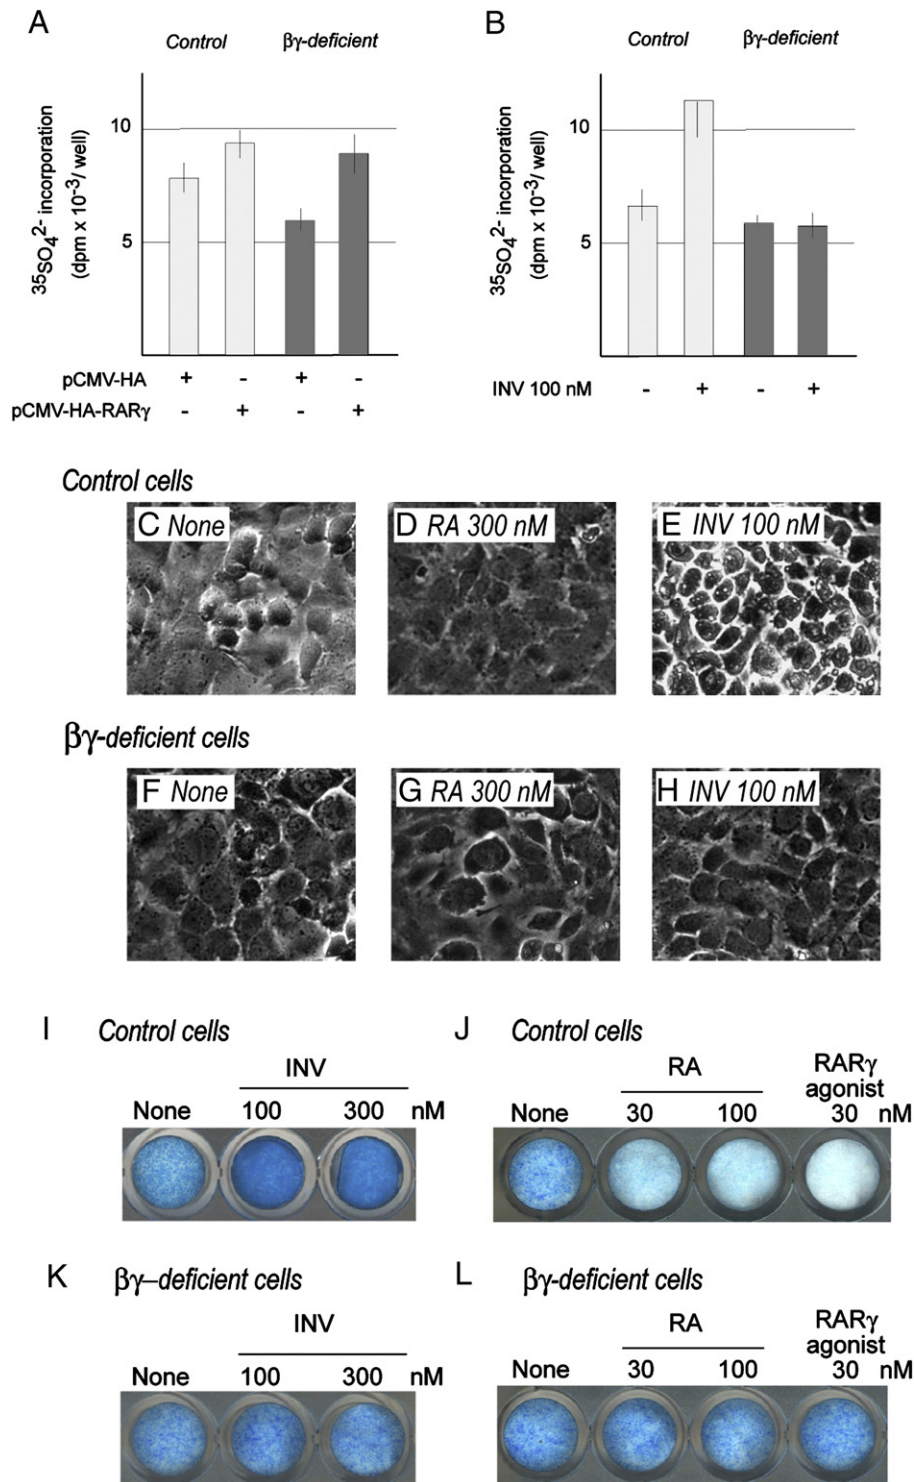 A
Control βγ-deficient
10
5
³⁵SO₄²⁻ incorporation
(dpm x 10⁻³/ well)
pCMV-HA + - + -
pCMV-HA-RARγ - + - +
B
Control βγ-deficient
10
5
³⁵SO₄²⁻ incorporation
(dpm x 10⁻³/ well)
INV 100 nM - + - +
Control cells
C None
D RA 300 nM
E INV 100 nM
βγ-deficient cells
F None
G RA 300 nM
H INV 100 nM
I Control cells
INV
None 100 300 nM
J Control cells
RA RARγ
agonist
None 30 100 30 nM
K βγ–deficient cells
INV
None 100 300 nM
L βγ-deficient cells
RA RARγ
agonist
None 30 100 30 nM